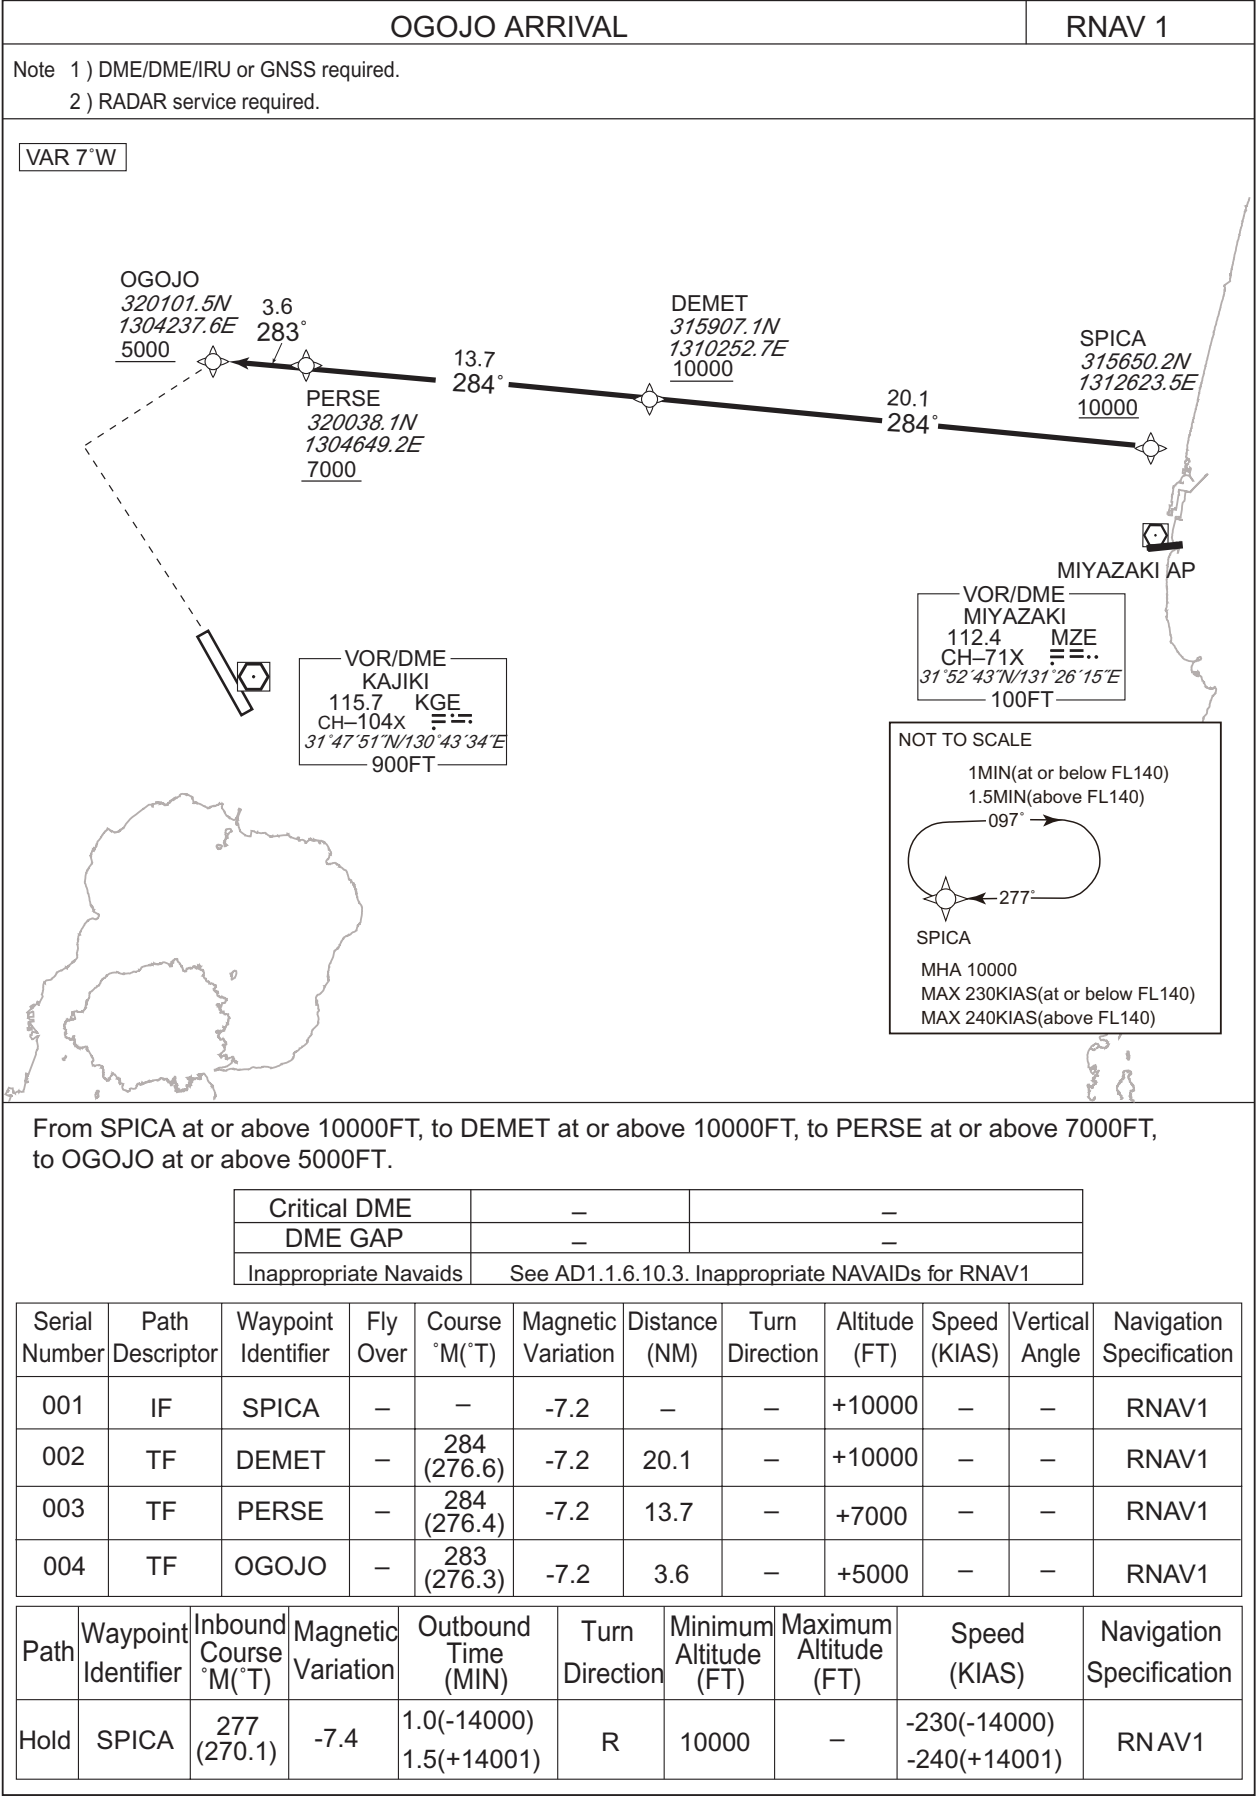 OGOJO ARRIVAL
RNAV 1
Note 1 ) DME/DME/IRU or GNSS required.
2 ) RADAR service required.
VAR 7˚W
OGOJO
320101.5N
1304237.6E
5000
3.6
283˚
PERSE
320038.1N
1304649.2E
7000
13.7
284˚
DEMET
315907.1N
1310252.7E
10000
20.1
284˚
SPICA
315650.2N
1312623.5E
10000
MIYAZAKI AP
VOR/DME
MIYAZAKI
112.4 MZE
CH–71X
31˚52´43˝N/131˚26´15˝E
100FT
VOR/DME
KAJIKI
115.7 KGE
CH–104X
31˚47´51˝N/130˚43´34˝E
900FT
NOT TO SCALE
1MIN(at or below FL140)
1.5MIN(above FL140)
097˚
277˚
SPICA
MHA 10000
MAX 230KIAS(at or below FL140)
MAX 240KIAS(above FL140)
From SPICA at or above 10000FT, to DEMET at or above 10000FT, to PERSE at or above 7000FT,
to OGOJO at or above 5000FT.
Critical DME – –
DME GAP – –
Inappropriate Navaids See AD1.1.6.10.3. Inappropriate NAVAIDs for RNAV1
Serial Path Waypoint Fly Course Magnetic Distance Turn Altitude Speed Vertical Navigation
Number Descriptor Identifier Over ˚M(˚T) Variation (NM) Direction (FT) (KIAS) Angle Specification
001 IF SPICA – – -7.2 – – +10000 – – RNAV1
002 TF DEMET – 284 (276.6) -7.2 20.1 – +10000 – – RNAV1
003 TF PERSE – 284 (276.4) -7.2 13.7 – +7000 – – RNAV1
004 TF OGOJO – 283 (276.3) -7.2 3.6 – +5000 – – RNAV1
Path Waypoint Identifier Inbound Course ˚M(˚T) Magnetic Variation Outbound Time (MIN) Turn Direction Minimum Altitude (FT) Maximum Altitude (FT) Speed (KIAS) Navigation Specification
Hold SPICA 277 (270.1) -7.4 1.0(-14000) 1.5(+14001) R 10000 – -230(-14000) -240(+14001) RNAV1